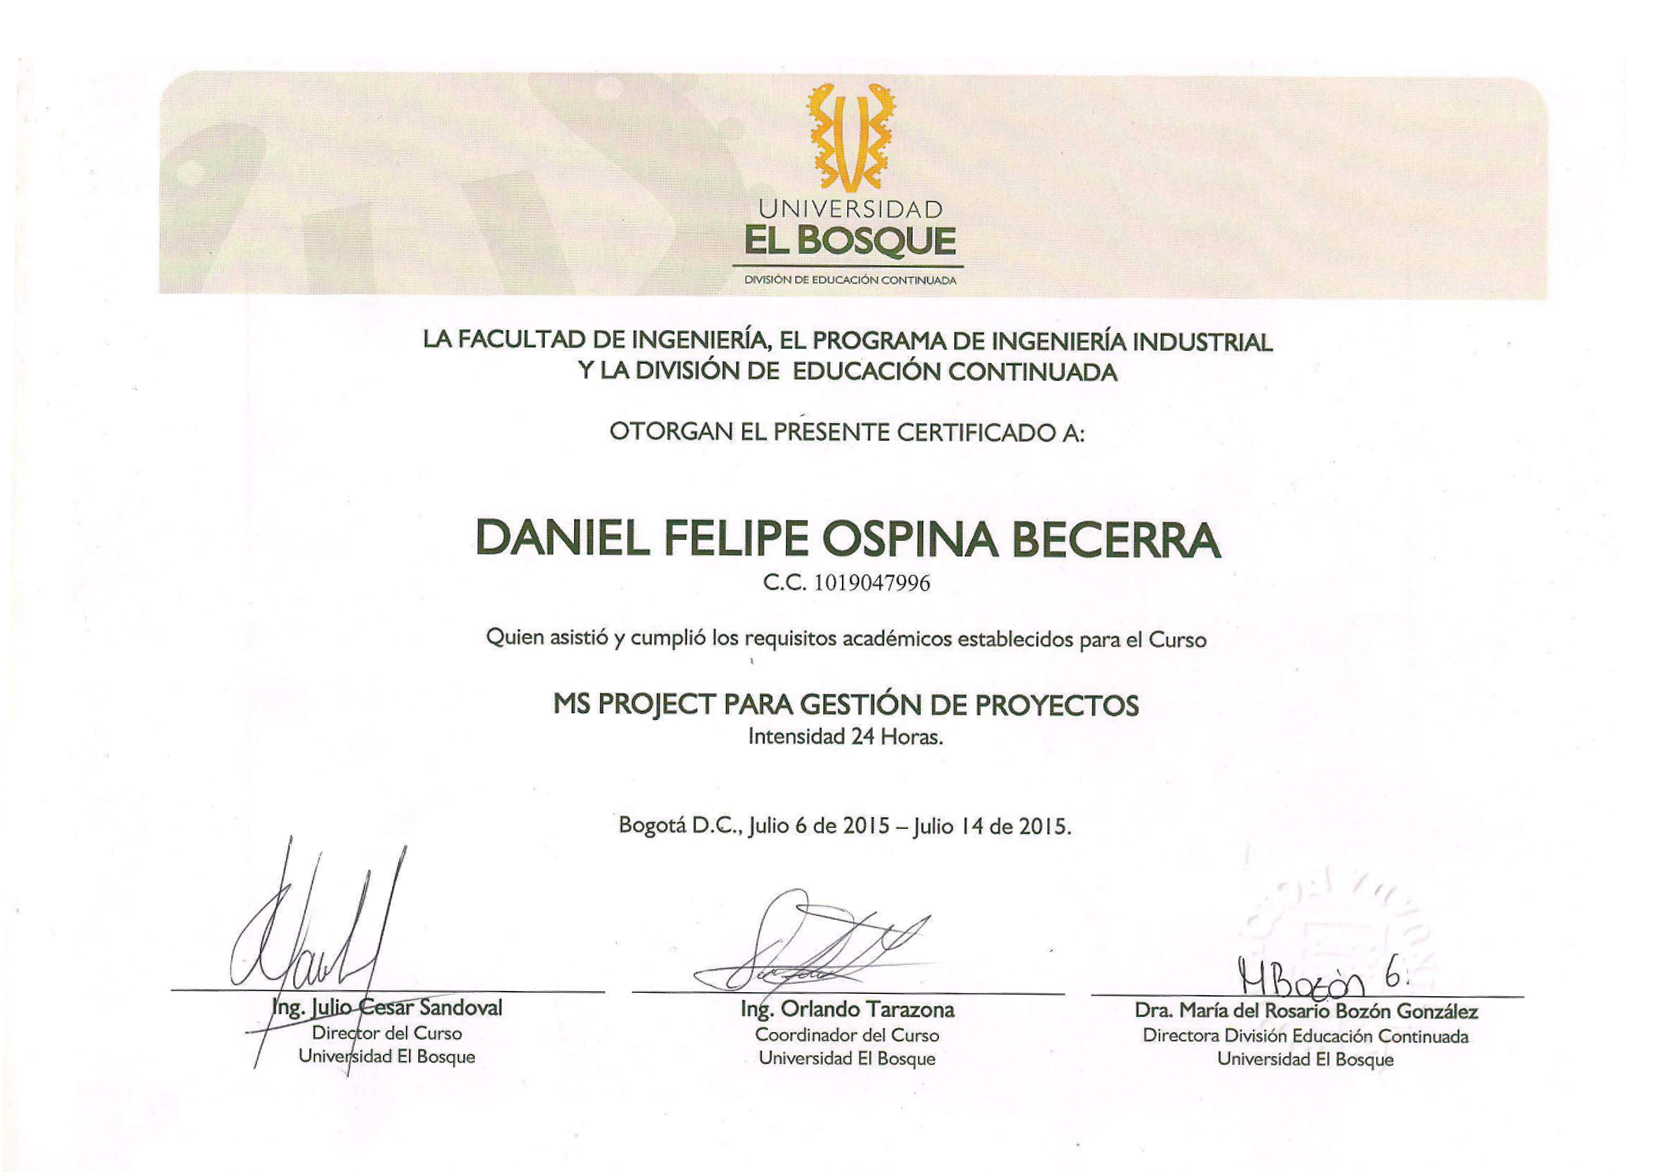 UNIVERSIDAD
EL BOSQUE
DIVISIÓN DE EDUCACIÓN CONTINUADA
LA FACULTAD DE INGENIERÍA, EL PROGRAMA DE INGENIERÍA INDUSTRIAL
Y LA DIVISIÓN DE EDUCACIÓN CONTINUADA
OTORGAN EL PRESENTE CERTIFICADO A:
DANIEL FELIPE OSPINA BECERRA
C.C. 1019047996
Quien asistió y cumplió los requisitos académicos establecidos para el Curso
MS PROJECT PARA GESTIÓN DE PROYECTOS
Intensidad 24 Horas.
Bogotá D.C., Julio 6 de 2015 – Julio 14 de 2015.
MBozón G.
Ing. Julio Cesar Sandoval
Director del Curso
Universidad El Bosque
Ing. Orlando Tarazona
Coordinador del Curso
Universidad El Bosque
Dra. María del Rosario Bozón González
Directora División Educación Continuada
Universidad El Bosque